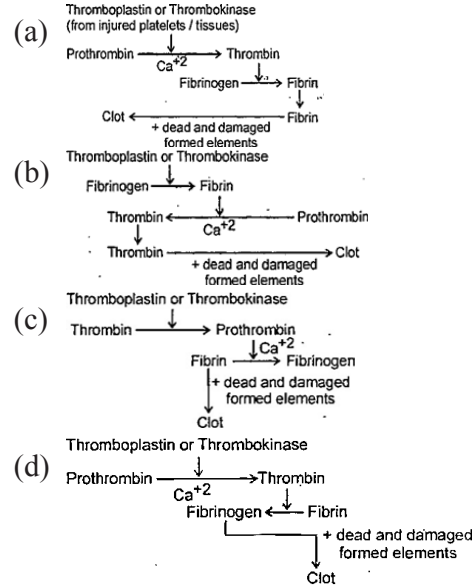 (a)
Thromboplastin or Thrombokinase
(from injured platelets / tissues)
Prothrombin Thrombin
Ca+2
Fibrinogen Fibrin
Clot Fibrin
+ dead and damaged
formed elements
(b)
Thromboplastin or Thrombokinase
Fibrinogen Fibrin
Thrombin Prothrombin
Ca+2
Thrombin Clot
+ dead and damaged
formed elements
(c)
Thromboplastin or Thrombokinase
Thrombin Prothrombin
Ca+2
Fibrin Fibrinogen
+ dead and damaged
formed elements
Clot
(d)
Thromboplastin or Thrombokinase
Prothrombin Thrombin
Ca+2
Fibrinogen Fibrin
+ dead and damaged
formed elements
Clot